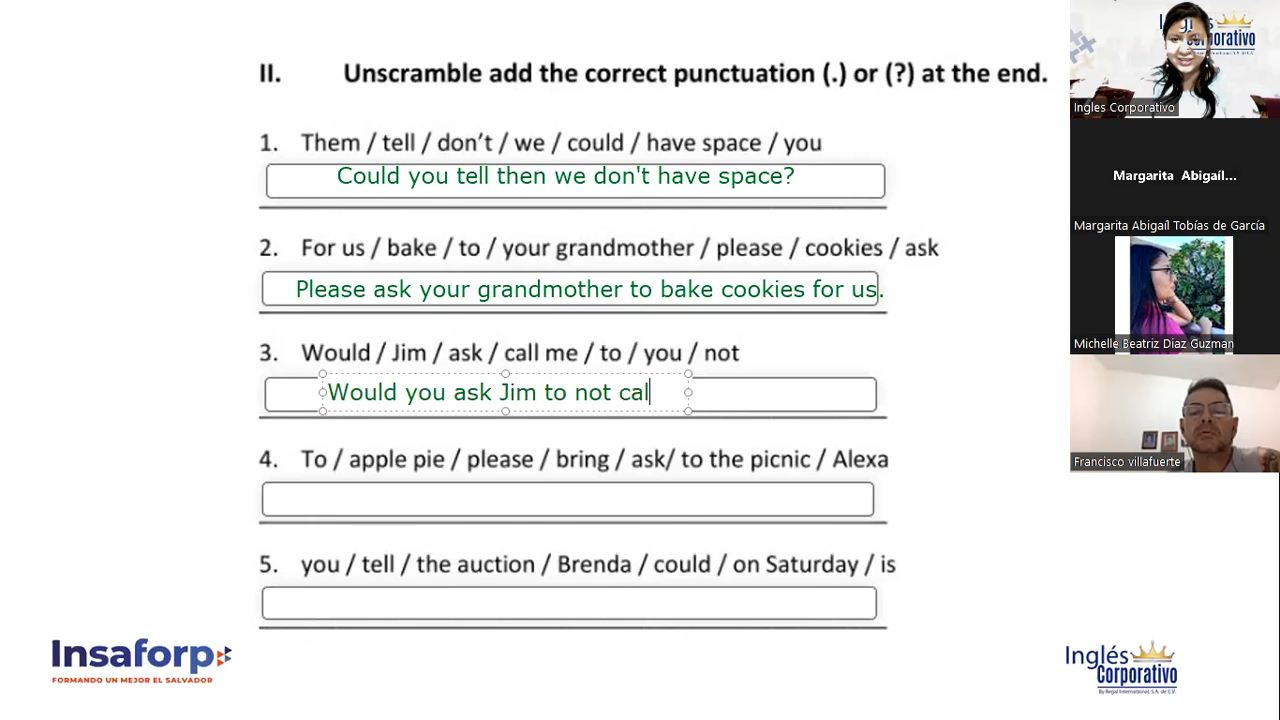 II. Unscramble add the correct punctuation (.) or (?) at the end.
1. Them / tell / don't / we / could / have space / you
Could you tell then we don't have space?
2. For us / bake / to / your grandmother / please / cookies / ask
Please ask your grandmother to bake cookies for us.
3. Would / Jim / ask / call me / to / you / not
Would you ask Jim to not cal
4. To / apple pie / please / bring / ask/ to the picnic / Alexa
5. you / tell / the auction / Brenda / could / on Saturday / is
Insaforp
FORMANDO UN MEJOR EL SALVADOR
Inglés
Corporativo
By Regal International, S.A. de C.V.
Ingles Corporativo
Margarita Abigaíl...
Margarita Abigaíl Tobías de García
Michelle Beatriz Diaz Guzman
Francisco villafuerte